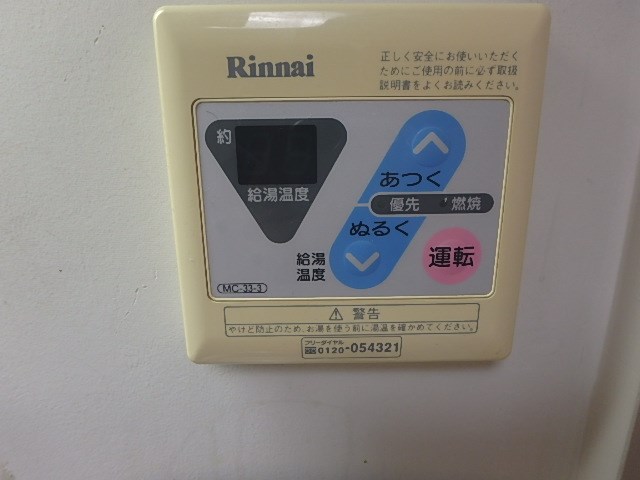 Rinnai
正しく安全にお使いいただく
ためにご使用の前に必ず取扱
説明書をよくお読みください。
約
給湯温度
あつく
優先 燃焼
ぬるく
給湯
温度
運転
MC-33-3
⚠ 警告
やけど防止のため、お湯を使う前に湯温を確かめてください。
フリーダイヤル
0120-054321